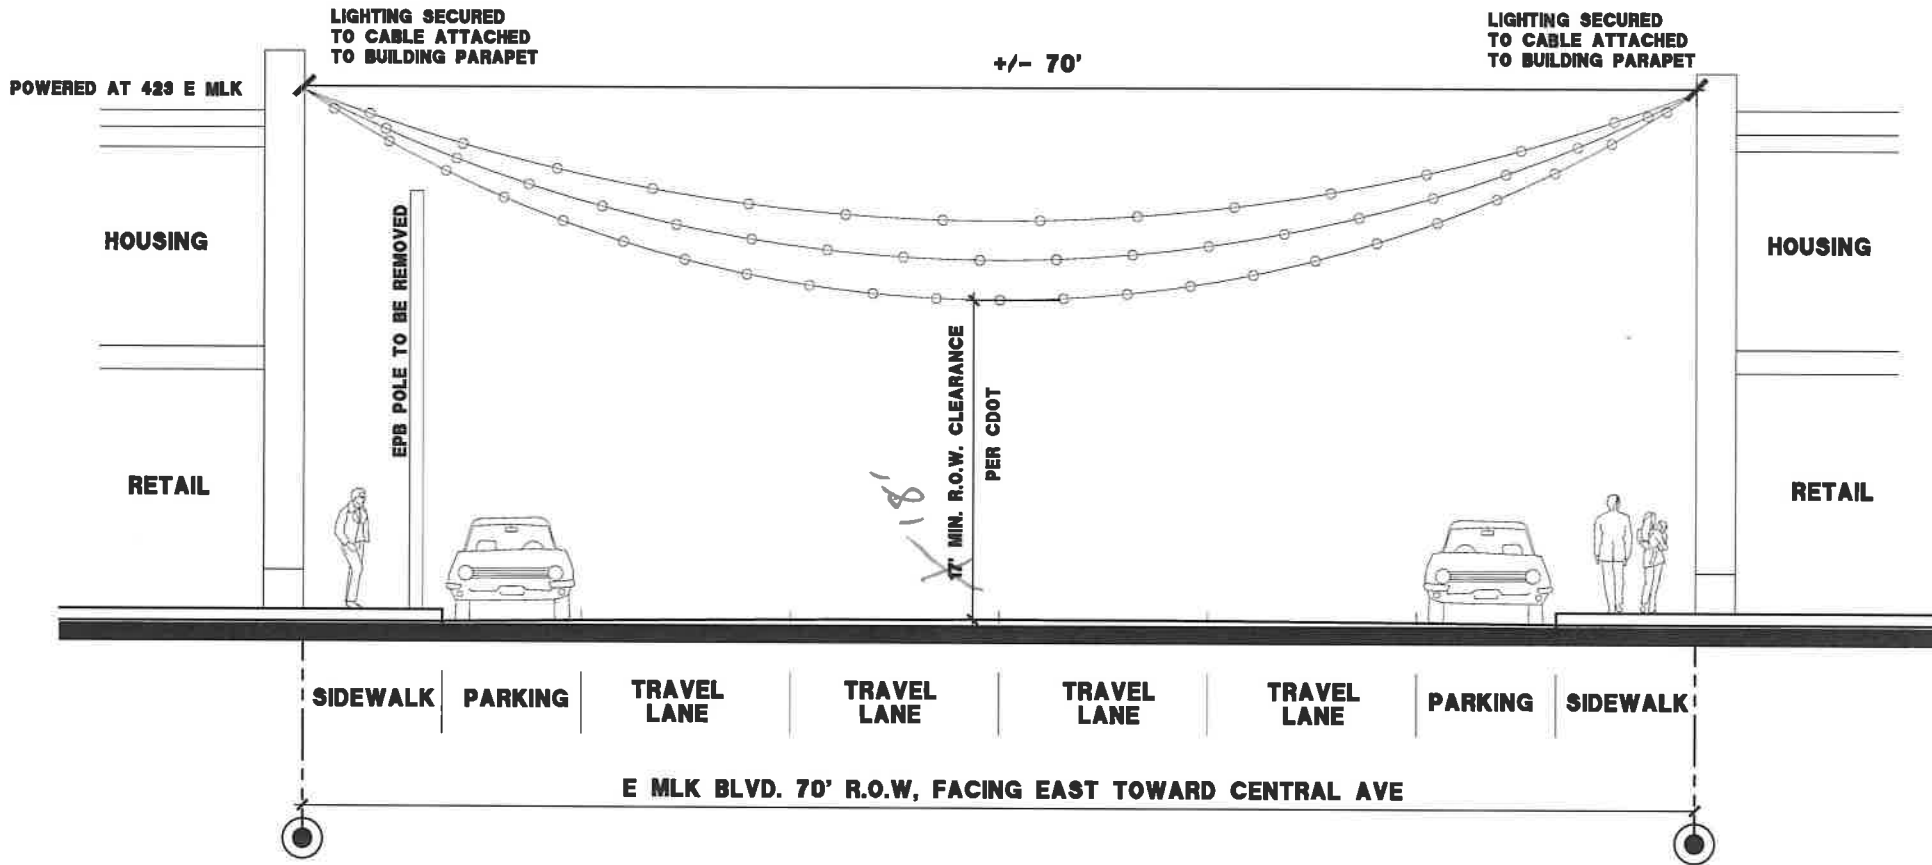 LIGHTING SECURED
TO CABLE ATTACHED
TO BUILDING PARAPET
LIGHTING SECURED
TO CABLE ATTACHED
TO BUILDING PARAPET
+/- 70'
POWERED AT 423 E MLK
HOUSING
EPB POLE TO BE REMOVED
HOUSING
17' MIN. R.O.W. CLEARANCE
PER CDOT
18'
RETAIL
RETAIL
SIDEWALK
PARKING
TRAVEL
LANE
TRAVEL
LANE
TRAVEL
LANE
TRAVEL
LANE
PARKING
SIDEWALK
E MLK BLVD. 70' R.O.W, FACING EAST TOWARD CENTRAL AVE